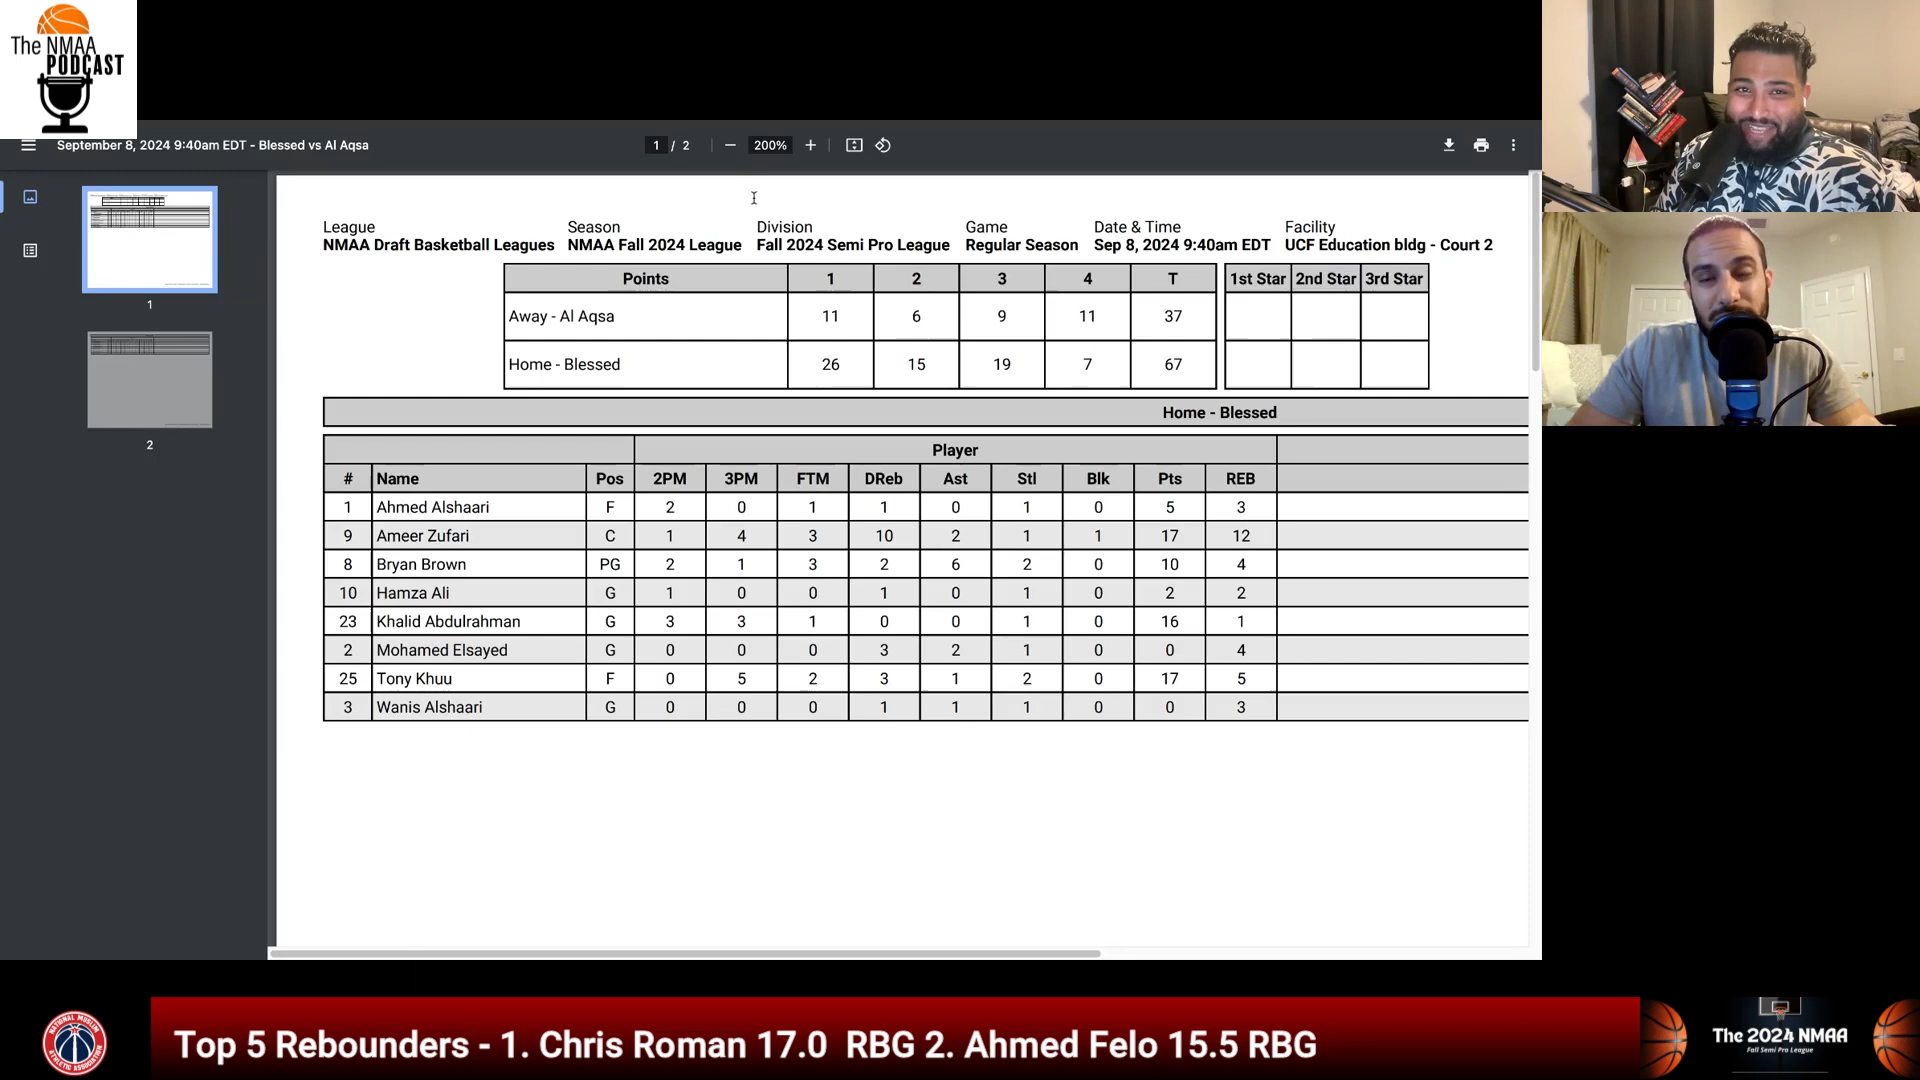 The NMAA
PODCAST
September 8, 2024 9:40am EDT - Blessed vs Al Aqsa
1 / 2
200%
1
2
League Season Division Game Date & Time Facility
NMAA Draft Basketball Leagues NMAA Fall 2024 League Fall 2024 Semi Pro League Regular Season Sep 8, 2024 9:40am EDT UCF Education bldg - Court 2
Points 1 2 3 4 T 1st Star 2nd Star 3rd Star
Away - Al Aqsa 11 6 9 11 37
Home - Blessed 26 15 19 7 67
Home - Blessed
Player
# Name Pos 2PM 3PM FTM DReb Ast Stl Blk Pts REB
1 Ahmed Alshaari F 2 0 1 1 0 1 0 5 3
9 Ameer Zufari C 1 4 3 10 2 1 1 17 12
8 Bryan Brown PG 2 1 3 2 6 2 0 10 4
10 Hamza Ali G 1 0 0 1 0 1 0 2 2
23 Khalid Abdulrahman G 3 3 1 0 0 1 0 16 1
2 Mohamed Elsayed G 0 0 0 3 2 1 0 0 4
25 Tony Khuu F 0 5 2 3 1 2 0 17 5
3 Wanis Alshaari G 0 0 0 1 1 1 0 0 3
NATIONAL MUSLIM
ATHLETIC ASSOCIATION
Top 5 Rebounders - 1. Chris Roman 17.0 RBG 2. Ahmed Felo 15.5 RBG
The 2024 NMAA
Fall Semi Pro League